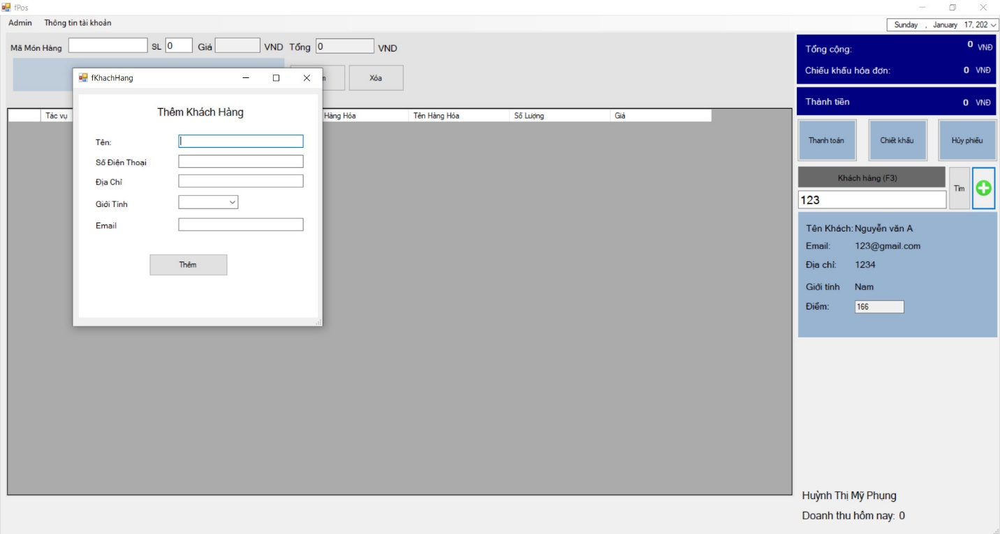 fPos
Admin Thông tin tài khoản
Sunday , January 17, 202
Mã Món Hàng SL 0 Giá VND Tổng 0 VND
Xóa
Tác vụ Hàng Hóa Tên Hàng Hóa Số Lượng Giá
fKhachHang
Thêm Khách Hàng
Tên:
Số Điện Thoại
Địa Chỉ
Giới Tính
Email
Thêm
Tổng cộng: 0 VNĐ
Chiếu khấu hóa đơn: 0 VNĐ
Thành tiền 0 VNĐ
Thanh toán Chiết khấu Hủy phiếu
Khách hàng (F3)
Tìm
123
Tên Khách: Nguyễn văn A
Email: 123@gmail.com
Địa chỉ: 1234
Giới tính Nam
Điểm: 166
Huỳnh Thị Mỹ Phụng
Doanh thu hôm nay: 0